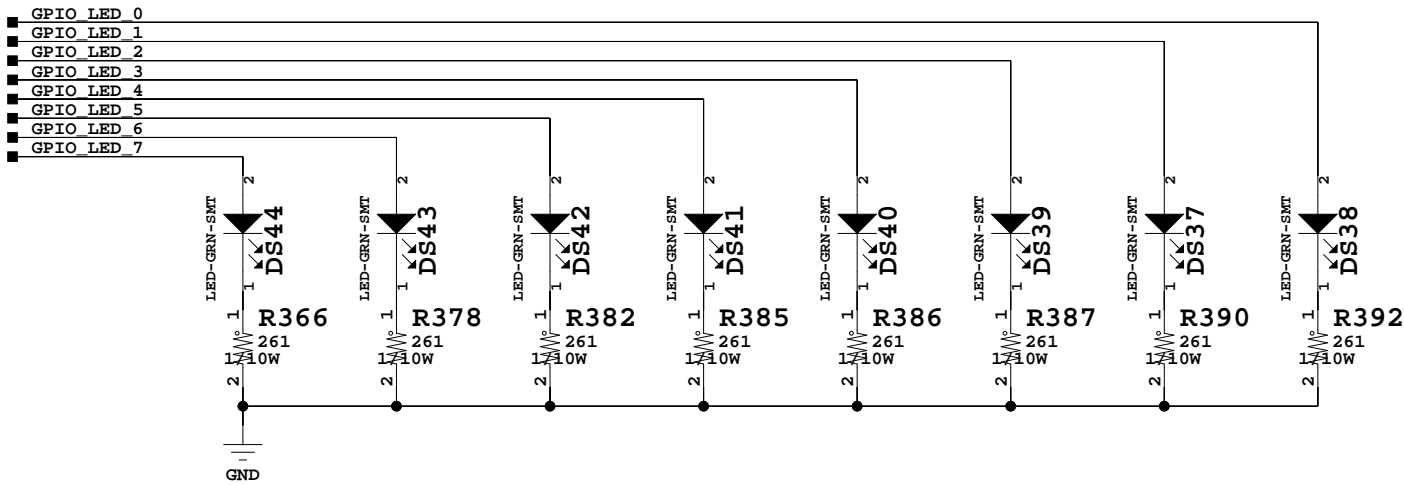 GPIO_LED_0
GPIO_LED_1
GPIO_LED_2
GPIO_LED_3
GPIO_LED_4
GPIO_LED_5
GPIO_LED_6
GPIO_LED_7
2 2 2 2 2 2 2 2
LED-GRN-SMT DS44
LED-GRN-SMT DS43
LED-GRN-SMT DS42
LED-GRN-SMT DS41
LED-GRN-SMT DS40
LED-GRN-SMT DS39
LED-GRN-SMT DS37
LED-GRN-SMT DS38
1 1 1 1 1 1 1 1
1 R366 1 R378 1 R382 1 R385 1 R386 1 R387 1 R390 1 R392
261 261 261 261 261 261 261 261
1/10W 1/10W 1/10W 1/10W 1/10W 1/10W 1/10W 1/10W
2 2 2 2 2 2 2 2
GND